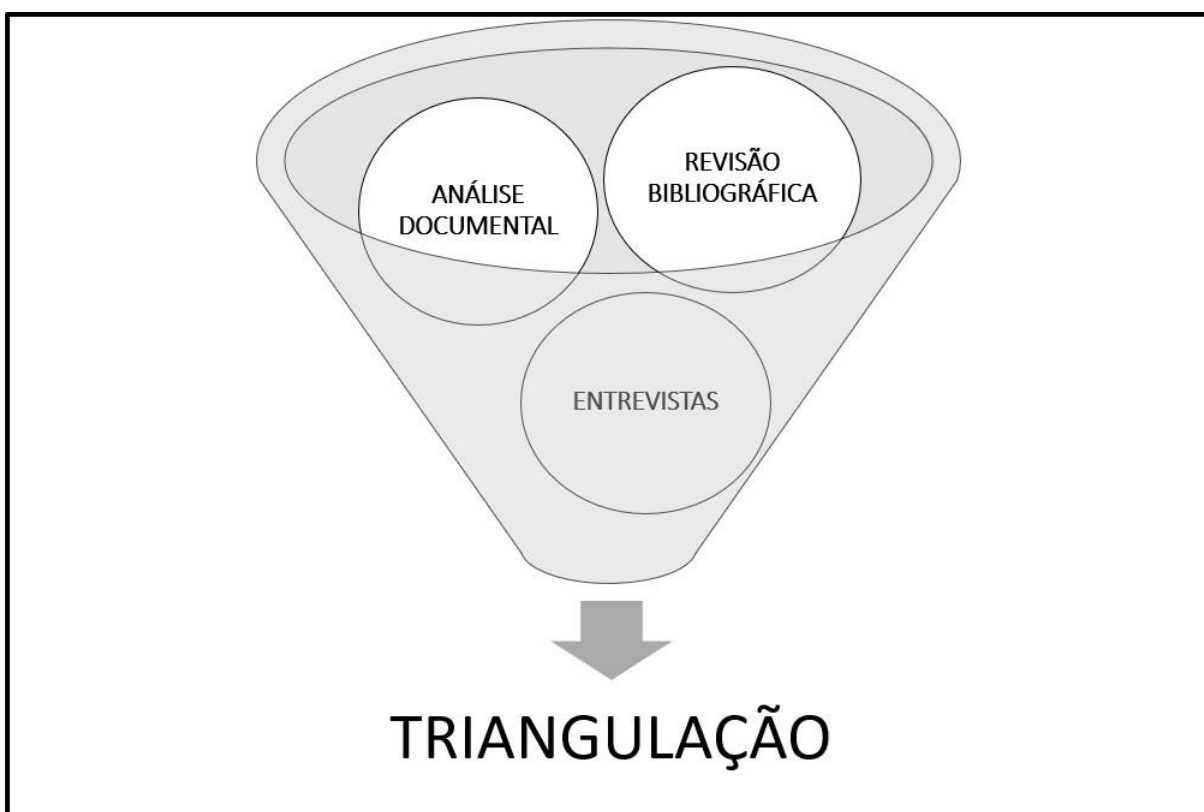 ANÁLISE
DOCUMENTAL
REVISÃO
BIBLIOGRÁFICA
ENTREVISTAS
TRIANGULAÇÃO